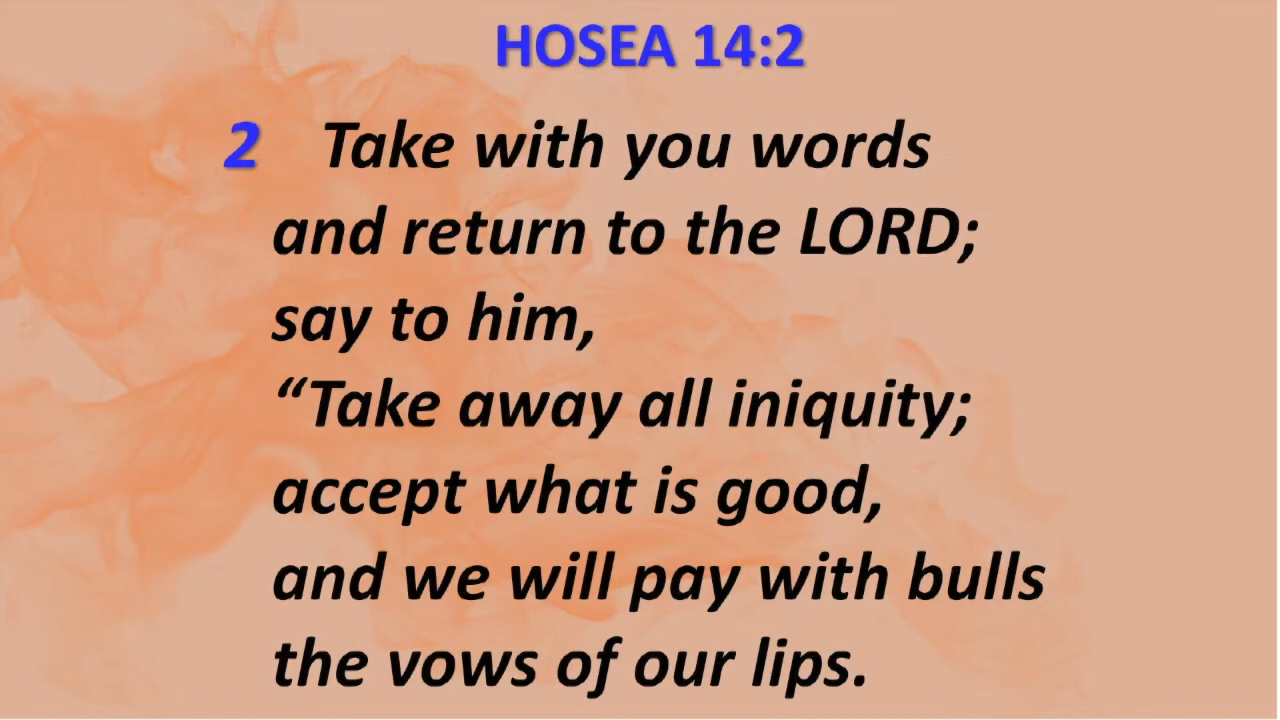 HOSEA 14:2
2 Take with you words
and return to the LORD;
say to him,
“Take away all iniquity;
accept what is good,
and we will pay with bulls
the vows of our lips.